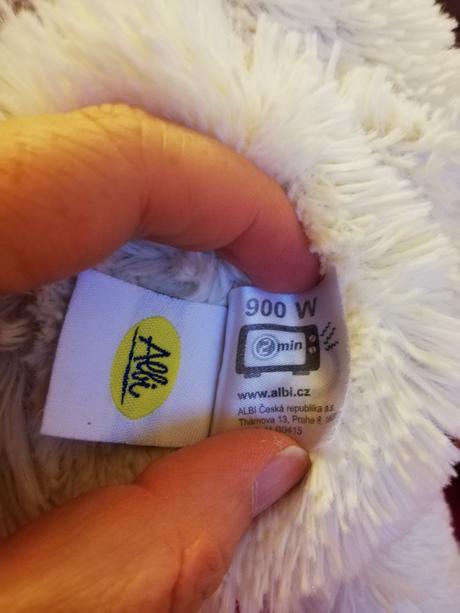 Albi
900 W
2 min
www.albi.cz
ALBI Česká republika a.s.
Thámova 13, Praha 8,